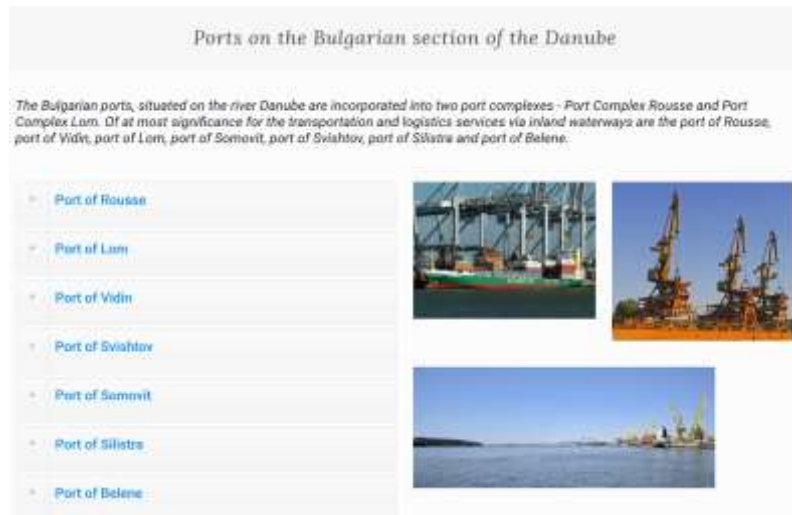 Ports on the Bulgarian section of the Danube
The Bulgarian ports, situated on the river Danube are incorporated into two port complexes - Port Complex Rousse and Port
Complex Lom. Of at most significance for the transportation and logistics services via inland waterways are the port of Rousse,
port of Vidin, port of Lom, port of Somovit, port of Svishtov, port of Silistra and port of Belene.
Port of Rousse
Port of Lom
Port of Vidin
Port of Svishtov
Port of Somovit
Port of Silistra
Port of Belene